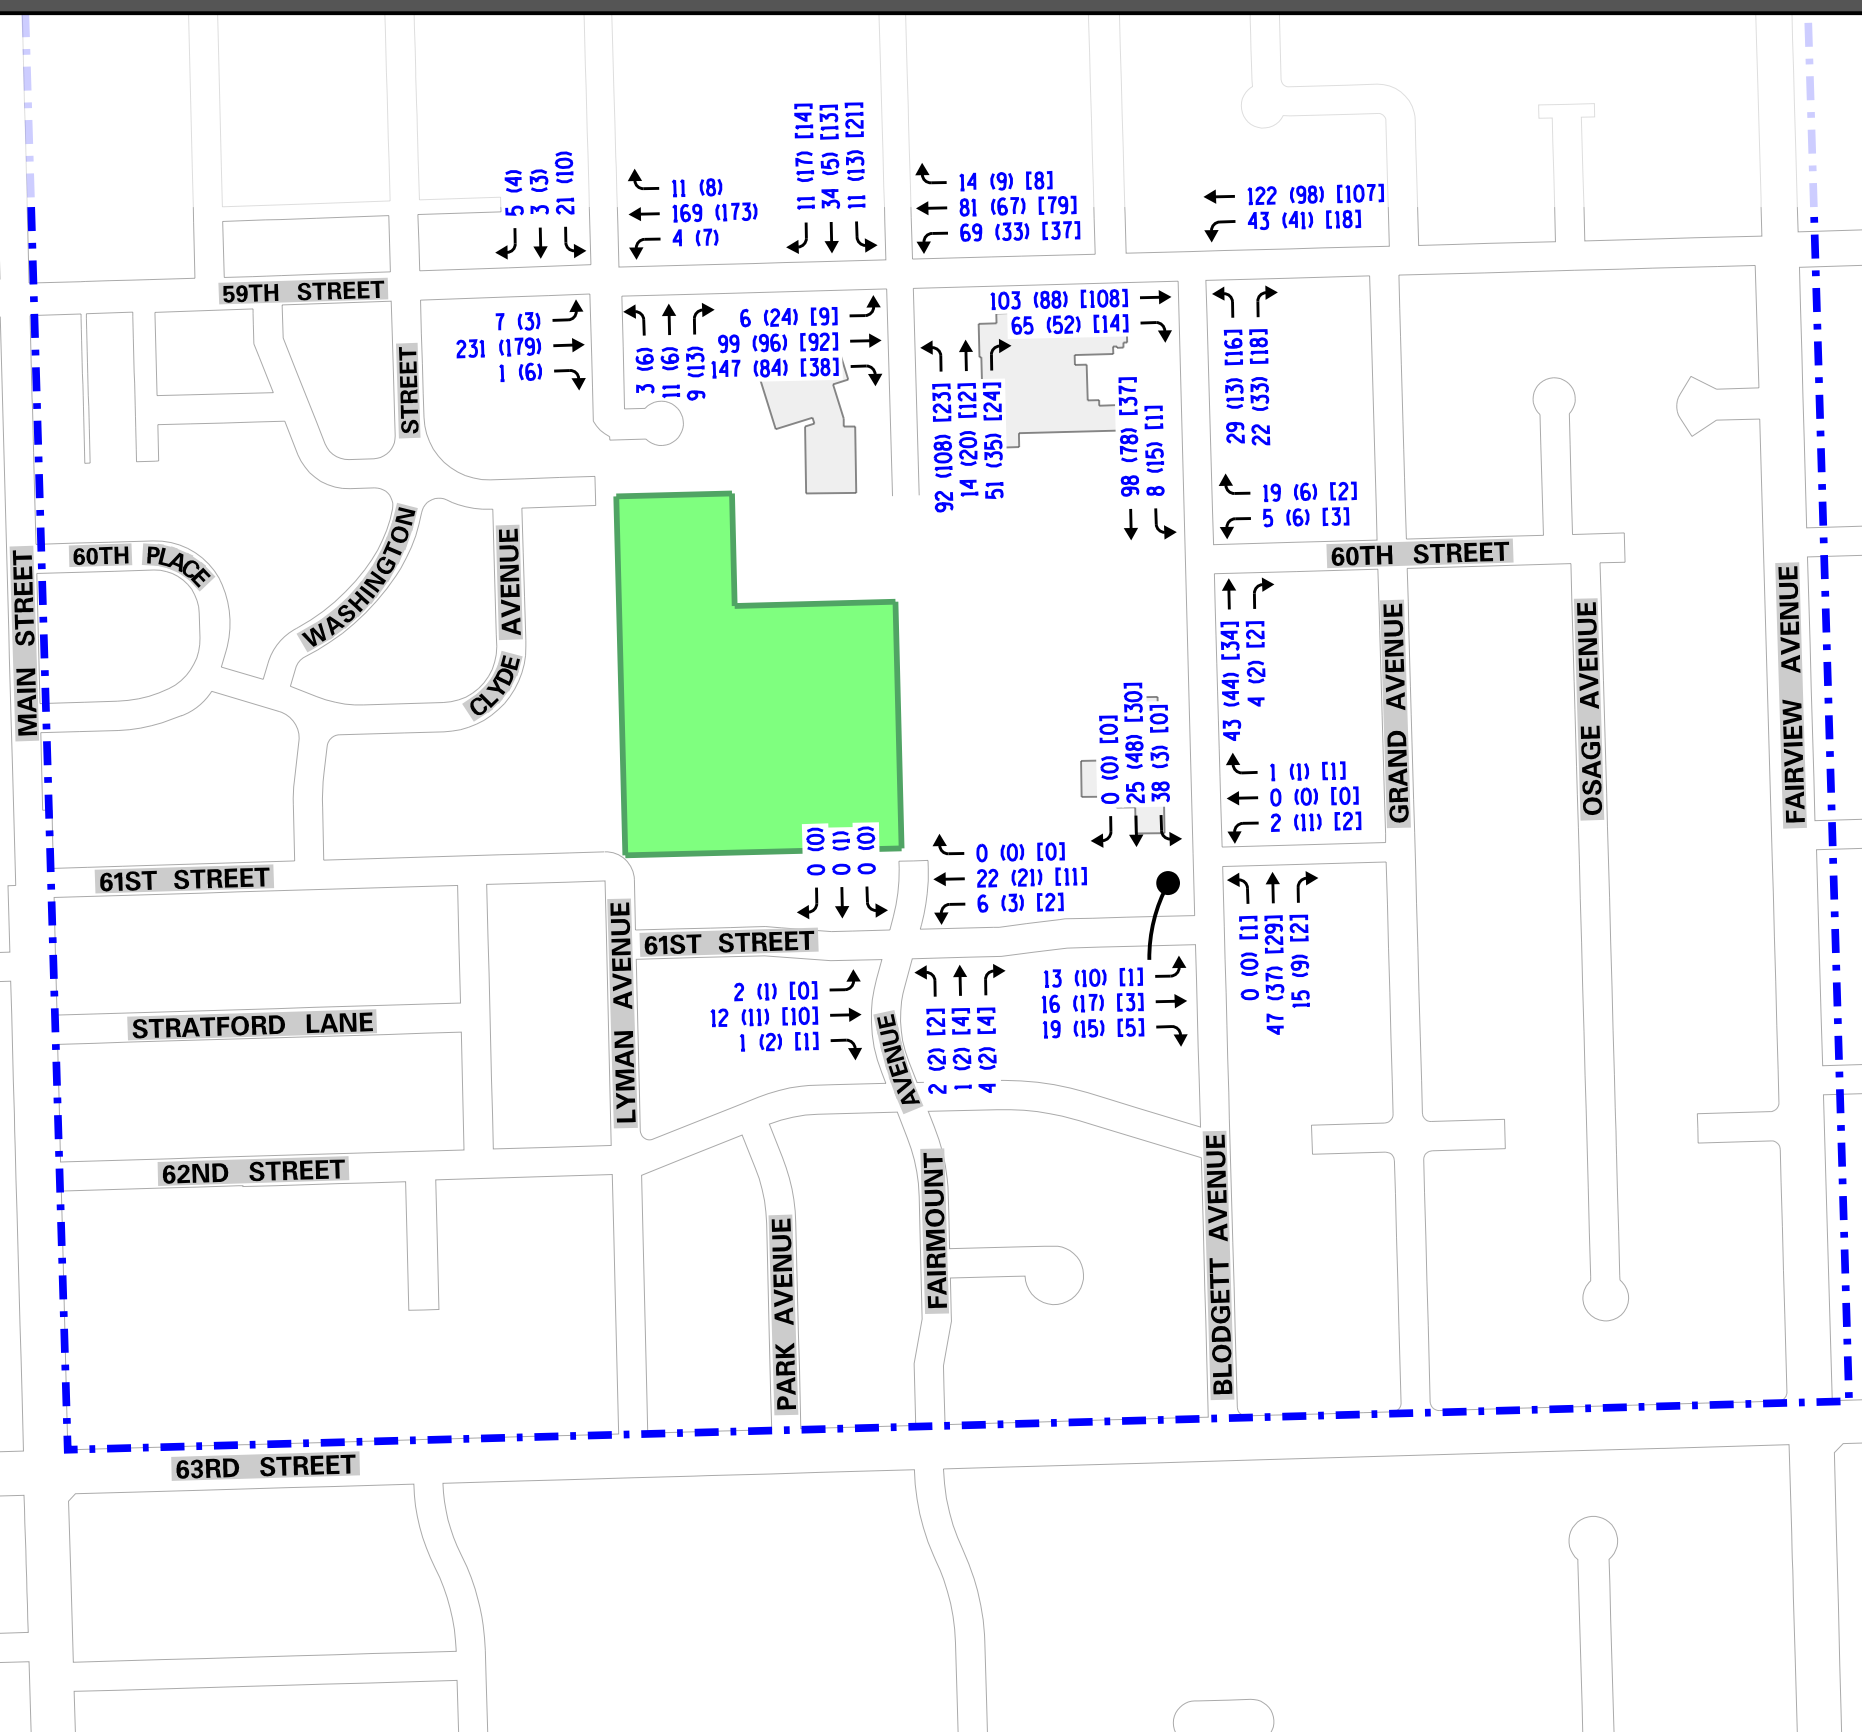 11 (17) [14]
34 (5) [13]
11 (13) [21]
5 (4)
3 (3)
21 (10)
11 (8)
169 (173)
4 (7)
14 (9) [8]
81 (67) [79]
69 (33) [37]
122 (98) [107]
43 (41) [18]
59TH STREET
7 (3)
231 (179)
1 (6)
3 (6)
11 (6)
9 (13)
6 (24) [9]
99 (96) [92]
147 (84) [38]
103 (88) [108]
65 (52) [14]
92 (108) [23]
14 (20) [12]
51 (35) [24]
98 (78) [37]
8 (15) [1]
29 (13) [16]
22 (33) [18]
19 (6) [2]
5 (6) [3]
60TH STREET
60TH PLACE
WASHINGTON STREET
CLYDE AVENUE
MAIN STREET
43 (44) [34]
4 (2) [2]
GRAND AVENUE
OSAGE AVENUE
FAIRVIEW AVENUE
0 (0) [0]
25 (48) [30]
38 (3) [0]
1 (1) [1]
0 (0) [0]
2 (11) [2]
0 (0)
0 (1)
0 (0)
0 (0) [0]
22 (21) [11]
6 (3) [2]
61ST STREET
61ST STREET
LYMAN AVENUE
2 (1) [0]
12 (11) [10]
1 (2) [1]
2 (2) [2]
1 (2) [4]
4 (2) [4]
13 (10) [1]
16 (17) [3]
19 (15) [5]
0 (0) [1]
47 (37) [29]
15 (9) [2]
STRATFORD LANE
62ND STREET
PARK AVENUE
FAIRMOUNT AVENUE
BLODGETT AVENUE
63RD STREET